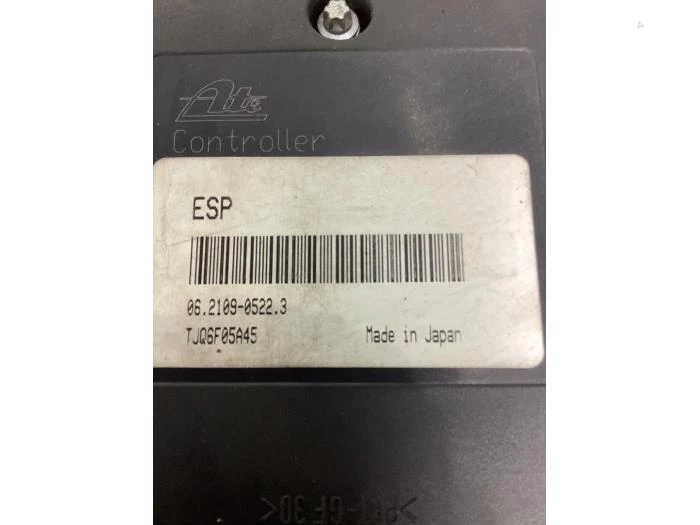 Ate
Controller
ESP
06.2109-0522.3
TJQ6F05A45
Made in Japan